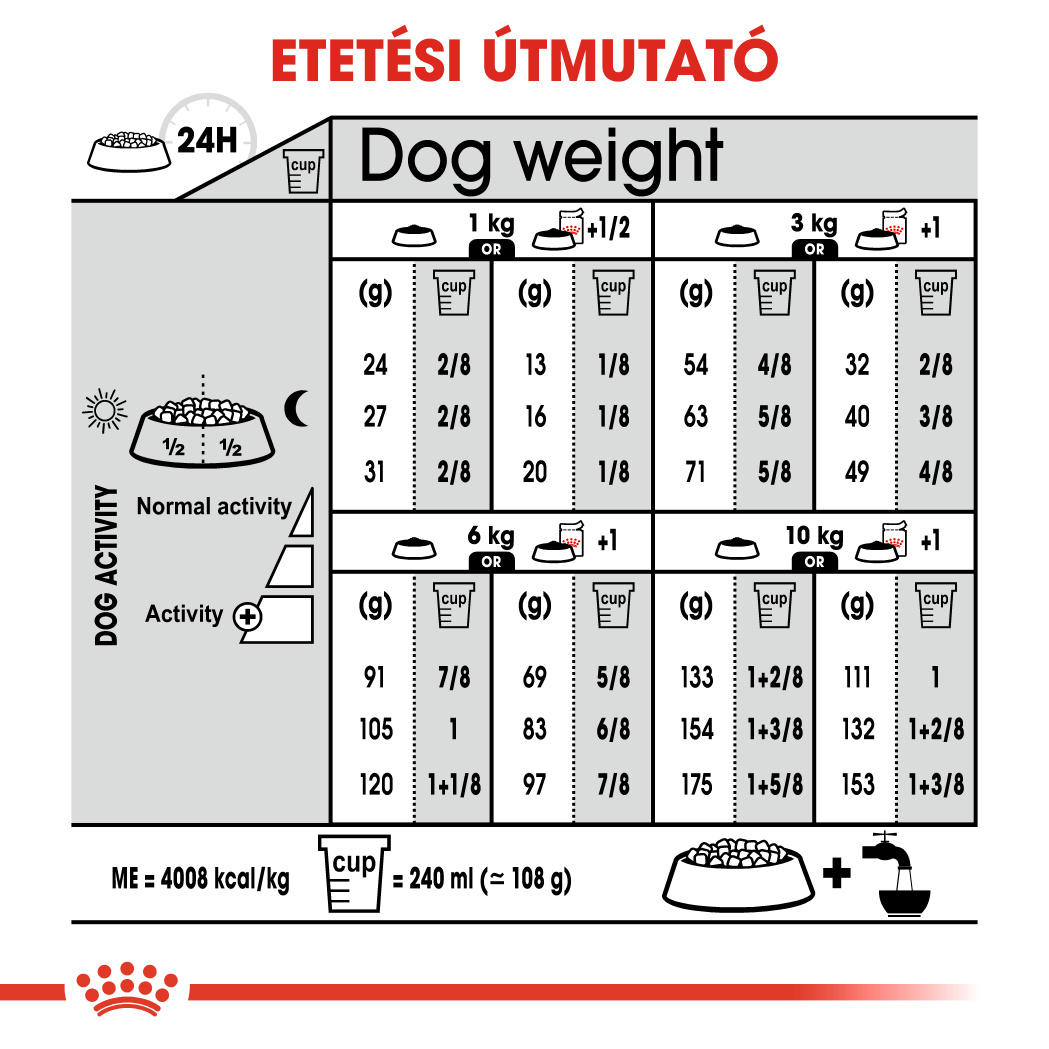 ETETÉSI ÚTMUTATÓ
24H
cup
Dog weight
1 kg OR +1/2 3 kg OR +1
(g) cup (g) cup (g) cup (g) cup
24 2/8 13 1/8 54 4/8 32 2/8
27 2/8 16 1/8 63 5/8 40 3/8
31 2/8 20 1/8 71 5/8 49 4/8
½ ½
Normal activity
Activity +
DOG ACTIVITY
6 kg OR +1 10 kg OR +1
(g) cup (g) cup (g) cup (g) cup
91 7/8 69 5/8 133 1+2/8 111 1
105 1 83 6/8 154 1+3/8 132 1+2/8
120 1+1/8 97 7/8 175 1+5/8 153 1+3/8
ME = 4008 kcal/kg cup = 240 ml (≃ 108 g) +